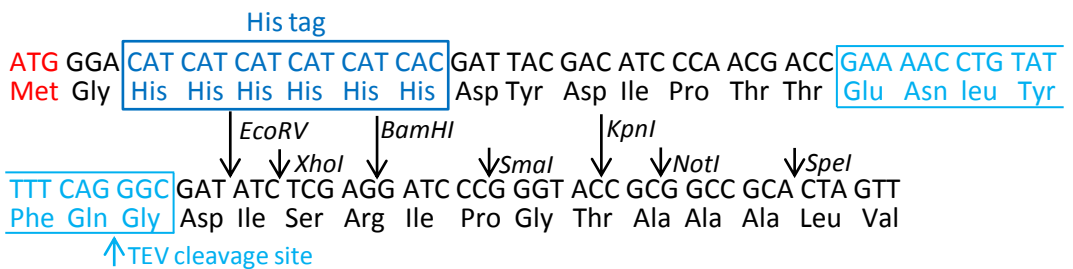 His tag
ATG GGA CAT CAT CAT CAT CAT CAC GAT TAC GAC ATC CCA ACG ACC GAA AAC CTG TAT
Met Gly His His His His His His Asp Tyr Asp Ile Pro Thr Thr Glu Asn leu Tyr
EcoRV BamHI KpnI
XhoI SmaI NotI SpeI
TTT CAG GGC GAT ATC TCG AGG ATC CCG GGT ACC GCG GCC GCA CTA GTT
Phe Gln Gly Asp Ile Ser Arg Ile Pro Gly Thr Ala Ala Ala Leu Val
TEV cleavage site